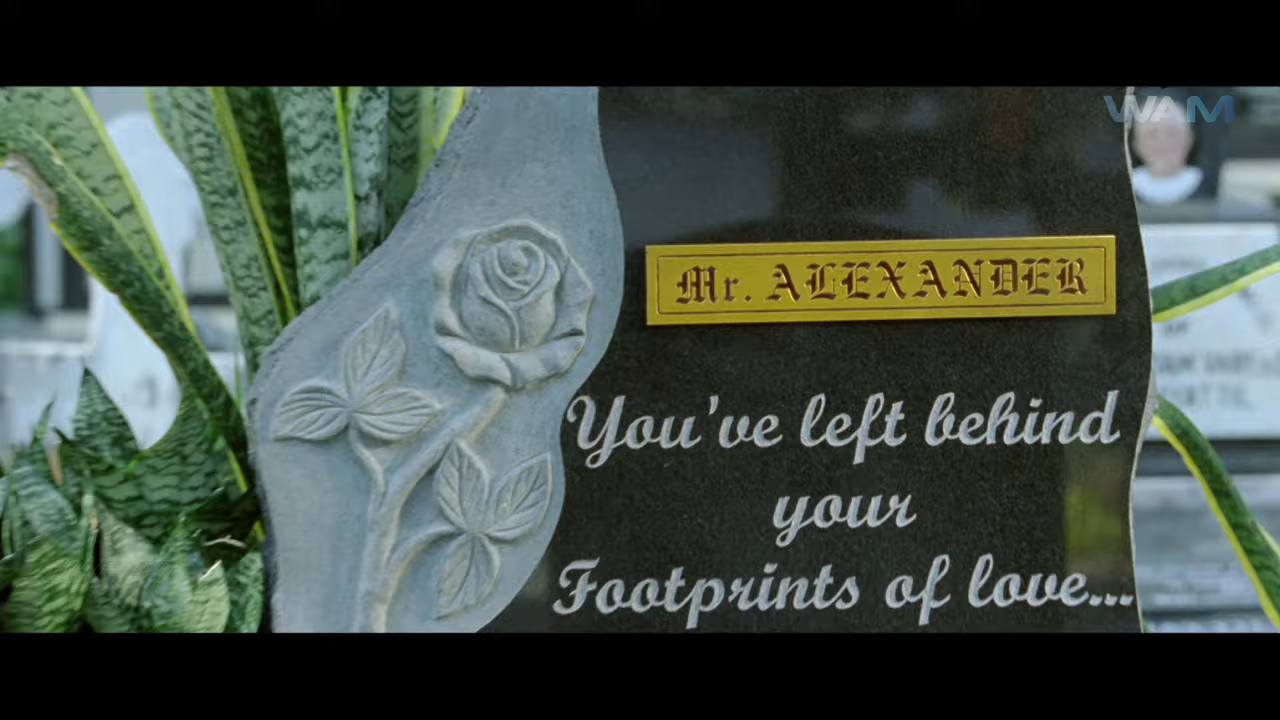 WAM
Mr. ALEXANDER
You've left behind
your
Footprints of love...